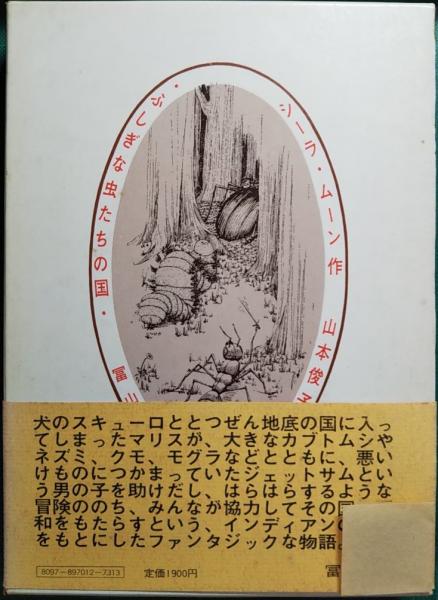 ・ふしぎな虫たちの国・
シーラ・ムーン作
山本俊子
冨山
犬のスキューロとつぜん地底の国に入っ
てしまったマリスが、大きなカブトムシや
ネズミ、クモ、モグラなどとともに、悪い
けものにつかまっていたジェットサムとい
う男の子を助けだし、はらはらするような
冒険ののち、みんなが協力してその国
和をもたらしたというインディアン
をもとにしたファンタジックな物語。
8097-897012-7313
定価1900円
冨